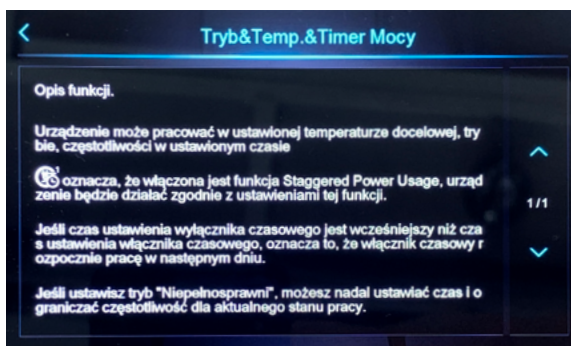 Tryb&Temp.&Timer Mocy
Opis funkcji.
Urządzenie może pracować w ustawionej temperaturze docelowej, try
bie, częstotliwości w ustawionym czasie
oznacza, że włączona jest funkcja Staggered Power Usage, urząd
zenie będzie działać zgodnie z ustawieniami tej funkcji.
Jeśli czas ustawienia wyłącznika czasowego jest wcześniejszy niż cza
s ustawienia włącznika czasowego, oznacza to, że włącznik czasowy r
ozpocznie pracę w następnym dniu.
Jeśli ustawisz tryb "Niepełnosprawni", możesz nadal ustawiać czas i o
graniczać częstotliwość dla aktualnego stanu pracy.
1/1